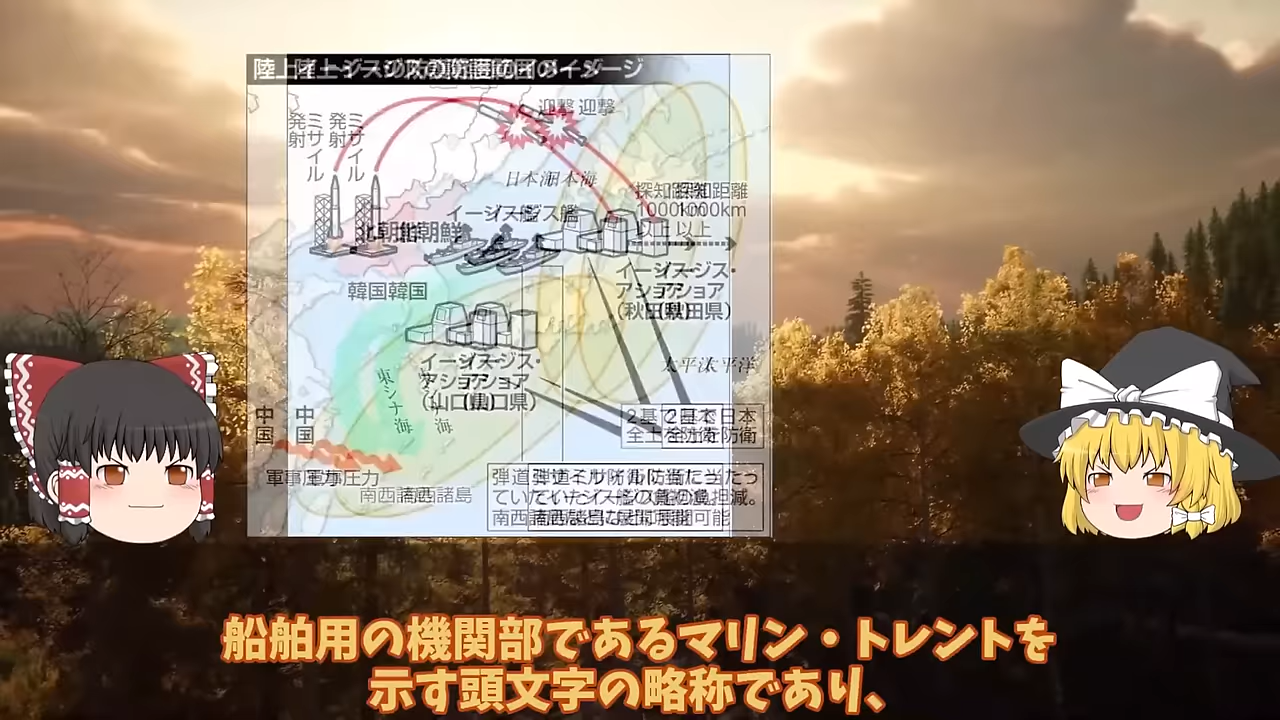 陸上イージスの防衛範囲のイメージ
ミサイル発射
迎撃
日本海
探知距離
1000km
以上
イージス艦
北朝鮮
韓国
イージス・
アショア
(秋田県)
イージス・
アショア
(山口県)
太平洋
東シナ海
中国
2基で日本
全土を防衛
軍事圧力
南西諸島
弾道ミサイル防衛に当たっ
ていたイージス艦の負担減。
南西諸島などに展開可能
船舶用の機関部であるマリン・トレントを
示す頭文字の略称であり、